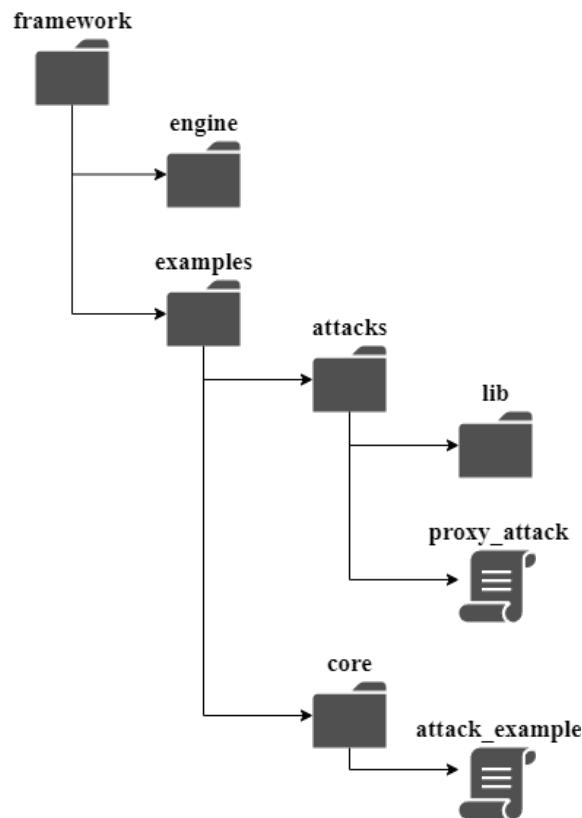 framework
engine
examples
attacks
lib
proxy_attack
core
attack_example